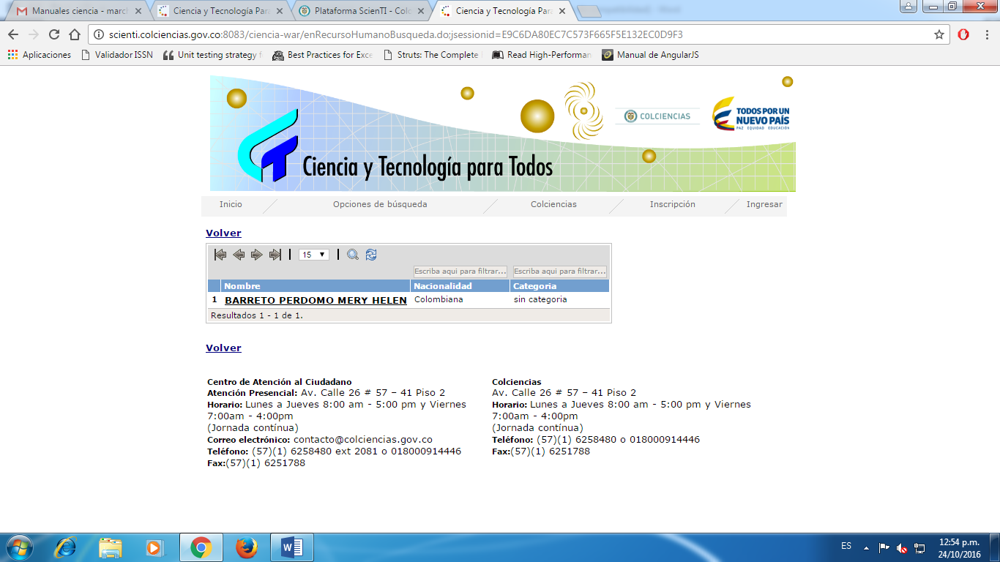 Manuales ciencia - march
Ciencia y Tecnología Para
Plataforma ScienTI - Colc
Ciencia y Tecnología Para
scienti.colciencias.gov.co:8083/ciencia-war/enRecursoHumanoBusqueda.do;jsessionid=E9C6DA80EC7C573F665F5E132EC0D9F3
Aplicaciones
Validador ISSN
Unit testing strategy f
Best Practices for Exce
Struts: The Complete
Read High-Performan
Manual de AngularJS
COLCIENCIAS
TODOS POR UN
NUEVO PAÍS
PAZ EQUIDAD EDUCACIÓN
Ciencia y Tecnología para Todos
Inicio
Opciones de búsqueda
Colciencias
Inscripción
Ingresar
Volver
15
Escriba aqui para filtrar... Escriba aqui para filtrar...
Nombre Nacionalidad Categoria
1 BARRETO PERDOMO MERY HELEN Colombiana sin categoria
Resultados 1 - 1 de 1.
Volver
Centro de Atención al Ciudadano
Atención Presencial: Av. Calle 26 # 57 – 41 Piso 2
Horario: Lunes a Jueves 8:00 am - 5:00 pm y Viernes
7:00am - 4:00pm
(Jornada contínua)
Correo electrónico: contacto@colciencias.gov.co
Teléfono: (57)(1) 6258480 ext 2081 o 018000914446
Fax:(57)(1) 6251788
Colciencias
Av. Calle 26 # 57 – 41 Piso 2
Horario: Lunes a Jueves 8:00 am - 5:00 pm y Viernes
7:00am - 4:00pm
(Jornada contínua)
Teléfono: (57)(1) 6258480 o 018000914446
Fax:(57)(1) 6251788
ES
12:54 p.m.
24/10/2016